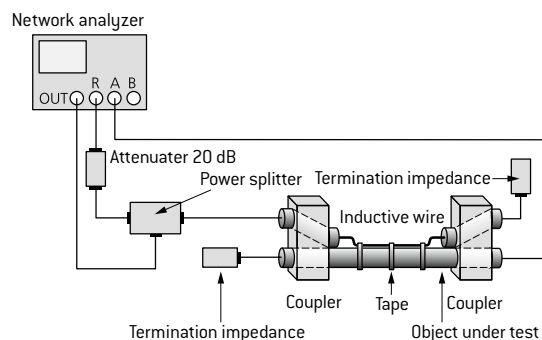 Network analyzer
R A B
OUT
Attenuater 20 dB
Power splitter
Termination impedance
Inductive wire
Coupler
Tape
Coupler
Termination impedance
Object under test